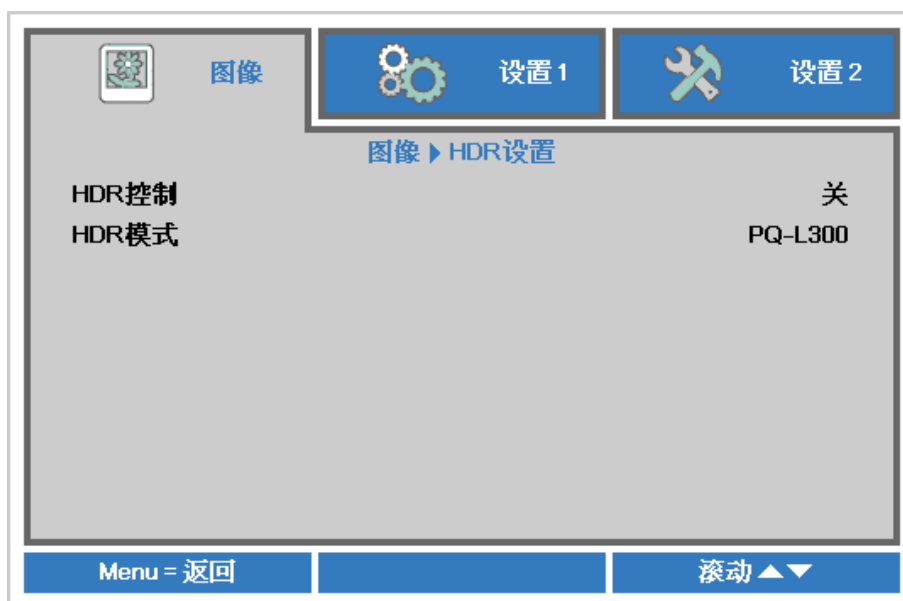 图像
设置1
设置2
图像▶HDR设置
HDR控制 关
HDR模式 PQ-L300
Menu = 返回
滚动▲▼